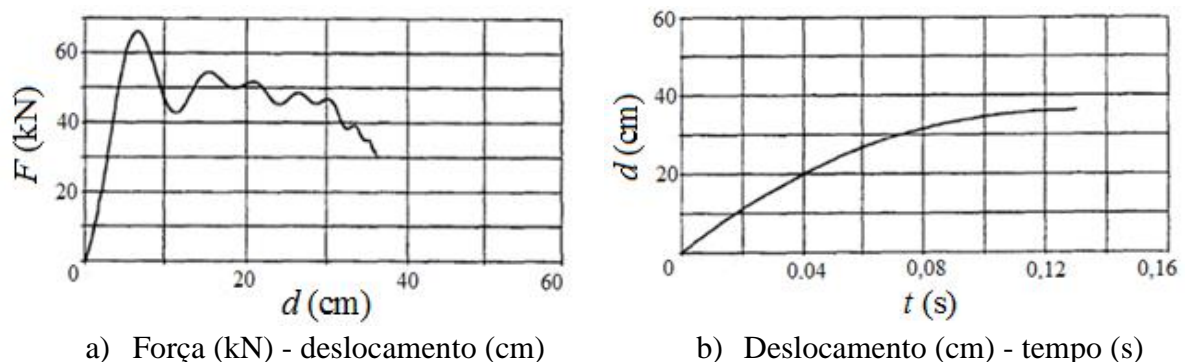 60
40
20
0
20
40
60
F (kN)
d (cm)
a) Força (kN) - deslocamento (cm)
60
40
20
0
0.04
0,08
0,12
0,16
d (cm)
t (s)
b) Deslocamento (cm) - tempo (s)